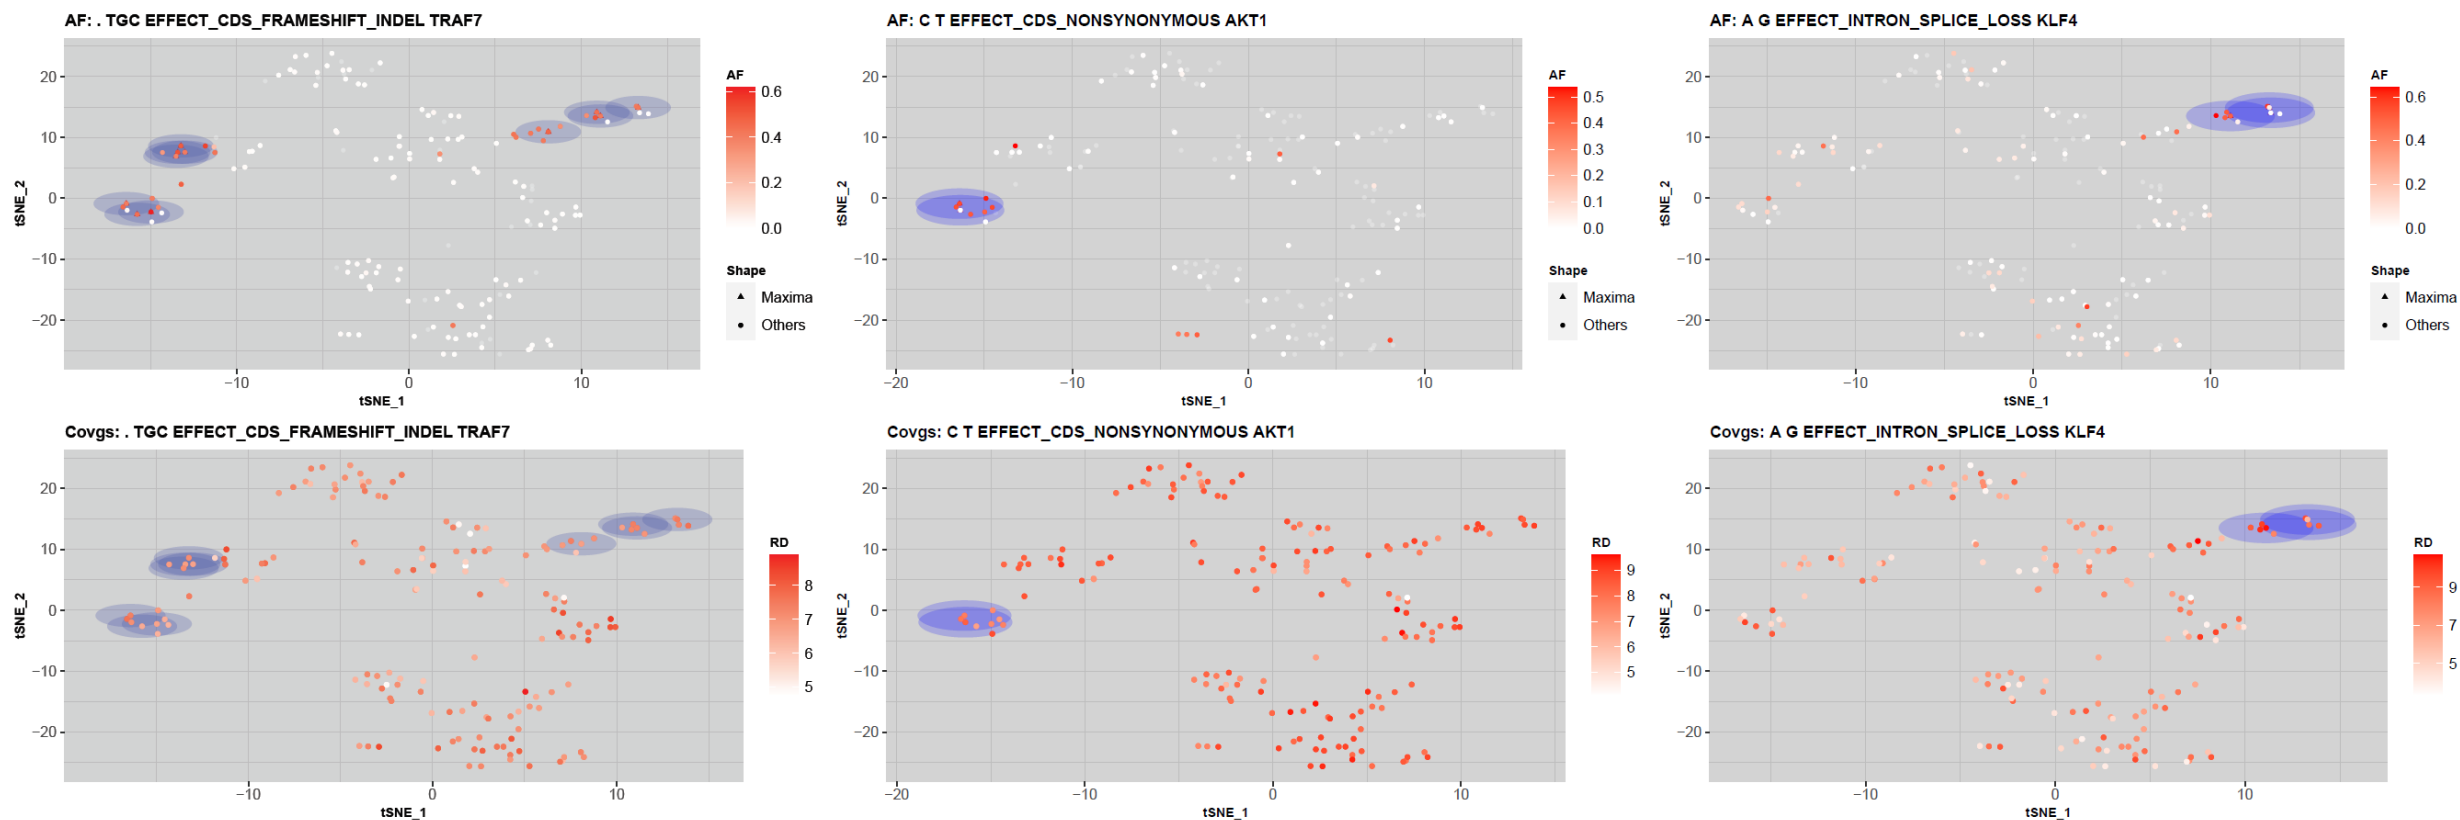 AF: . TGC EFFECT_CDS_FRAMESHIFT_INDEL TRAF7
20
10
0
−10
−20
tSNE_2
−10
0
10
tSNE_1
AF
0.6
0.4
0.2
0.0
Shape
Maxima
Others
AF: C T EFFECT_CDS_NONSYNONYMOUS AKT1
20
10
0
−10
−20
tSNE_2
−20
−10
0
10
tSNE_1
AF
0.5
0.4
0.3
0.2
0.1
0.0
Shape
Maxima
Others
AF: A G EFFECT_INTRON_SPLICE_LOSS KLF4
20
10
0
−10
−20
tSNE_2
−10
0
10
tSNE_1
AF
0.6
0.4
0.2
0.0
Shape
Maxima
Others
Covgs: . TGC EFFECT_CDS_FRAMESHIFT_INDEL TRAF7
20
10
0
−10
−20
tSNE_2
−10
0
10
tSNE_1
RD
8
7
6
5
Covgs: C T EFFECT_CDS_NONSYNONYMOUS AKT1
20
10
0
−10
−20
tSNE_2
−20
−10
0
10
tSNE_1
RD
9
8
7
6
5
Covgs: A G EFFECT_INTRON_SPLICE_LOSS KLF4
20
10
0
−10
−20
tSNE_2
−10
0
10
tSNE_1
RD
9
7
5